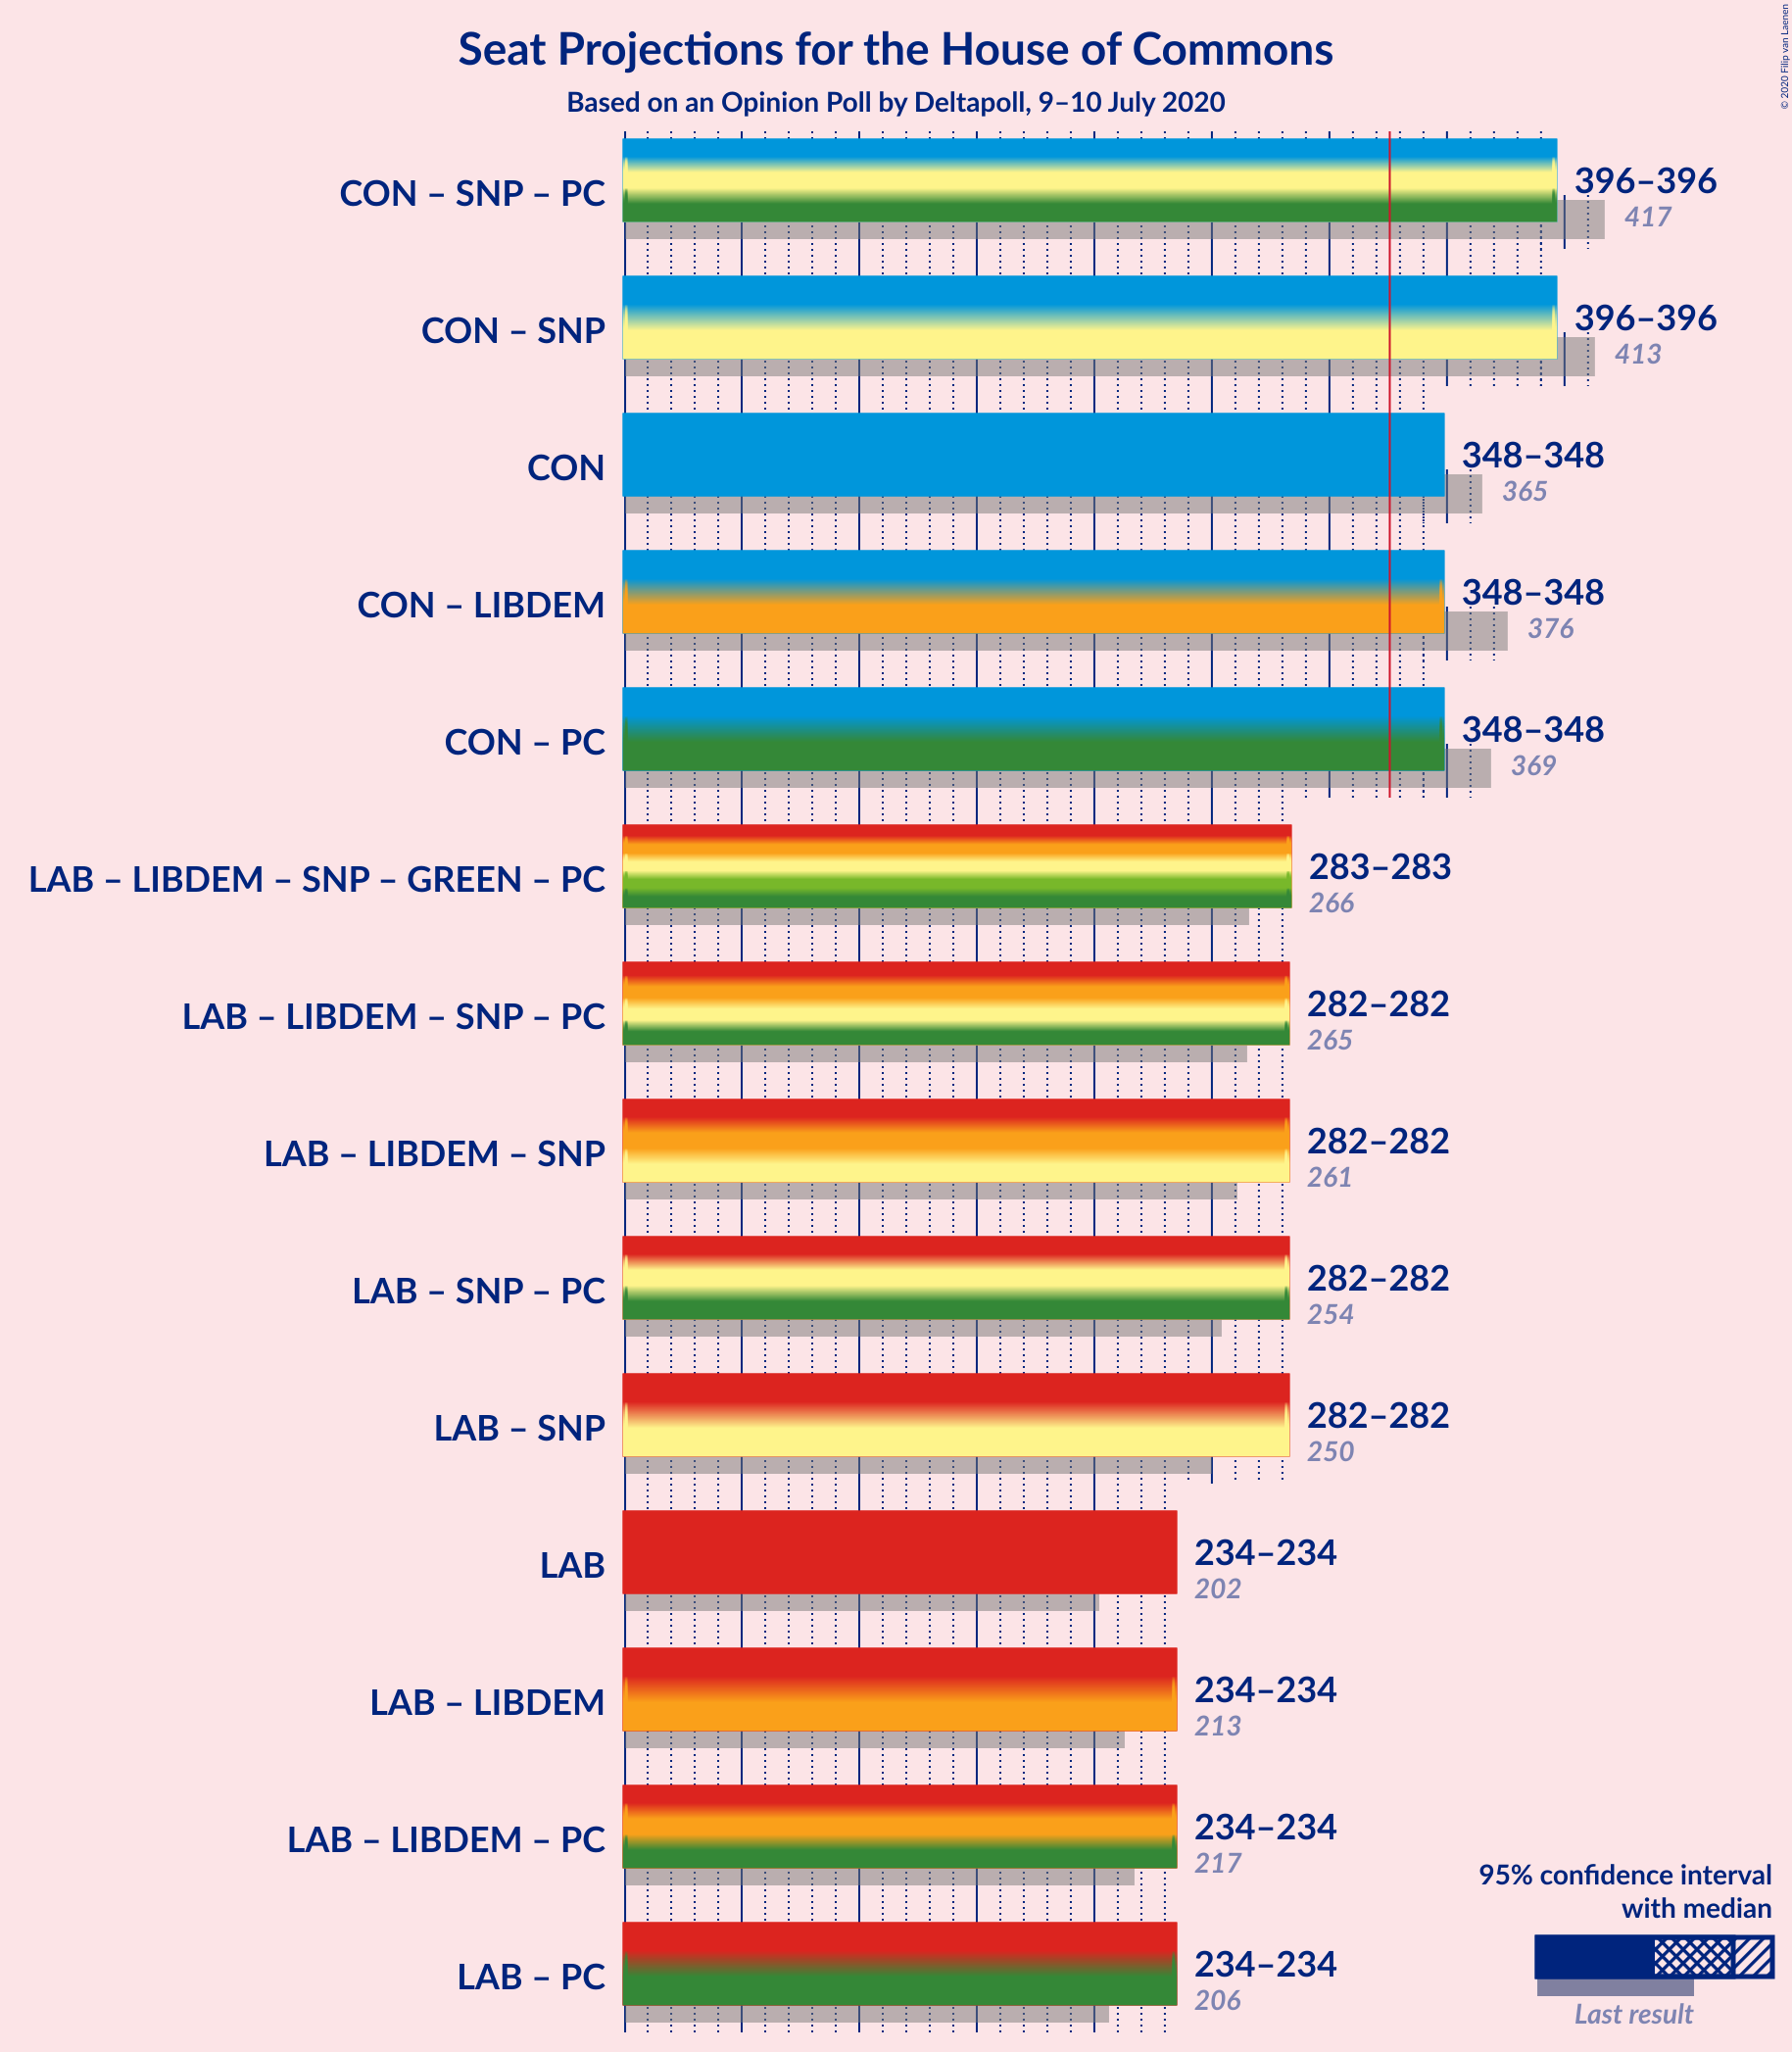 Seat Projections for the House of Commons
Based on an Opinion Poll by Deltapoll, 9–10 July 2020
© 2020 Filip van Laenen
CON – SNP – PC
396–396
417
CON – SNP
396–396
413
CON
348–348
365
CON – LIBDEM
348–348
376
CON – PC
348–348
369
LAB – LIBDEM – SNP – GREEN – PC
283–283
266
LAB – LIBDEM – SNP – PC
282–282
265
LAB – LIBDEM – SNP
282–282
261
LAB – SNP – PC
282–282
254
LAB – SNP
282–282
250
LAB
234–234
202
LAB – LIBDEM
234–234
213
LAB – LIBDEM – PC
234–234
217
LAB – PC
234–234
206
95% confidence interval
with median
Last result